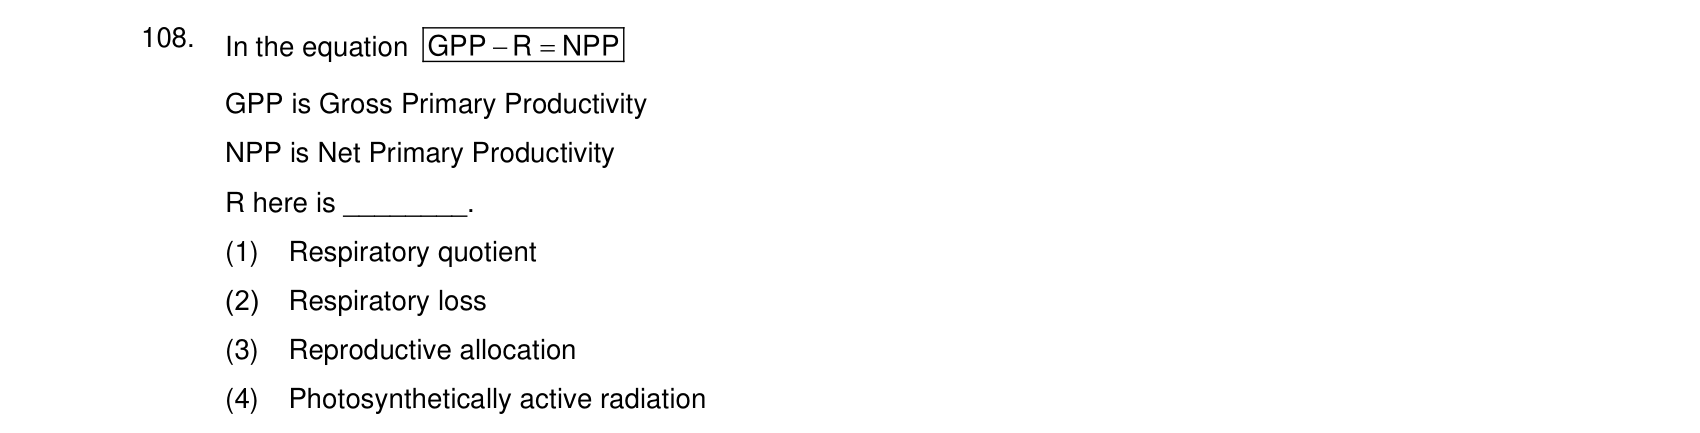 108. In the equation GPP – R = NPP
GPP is Gross Primary Productivity
NPP is Net Primary Productivity
R here is ________.
(1) Respiratory quotient
(2) Respiratory loss
(3) Reproductive allocation
(4) Photosynthetically active radiation